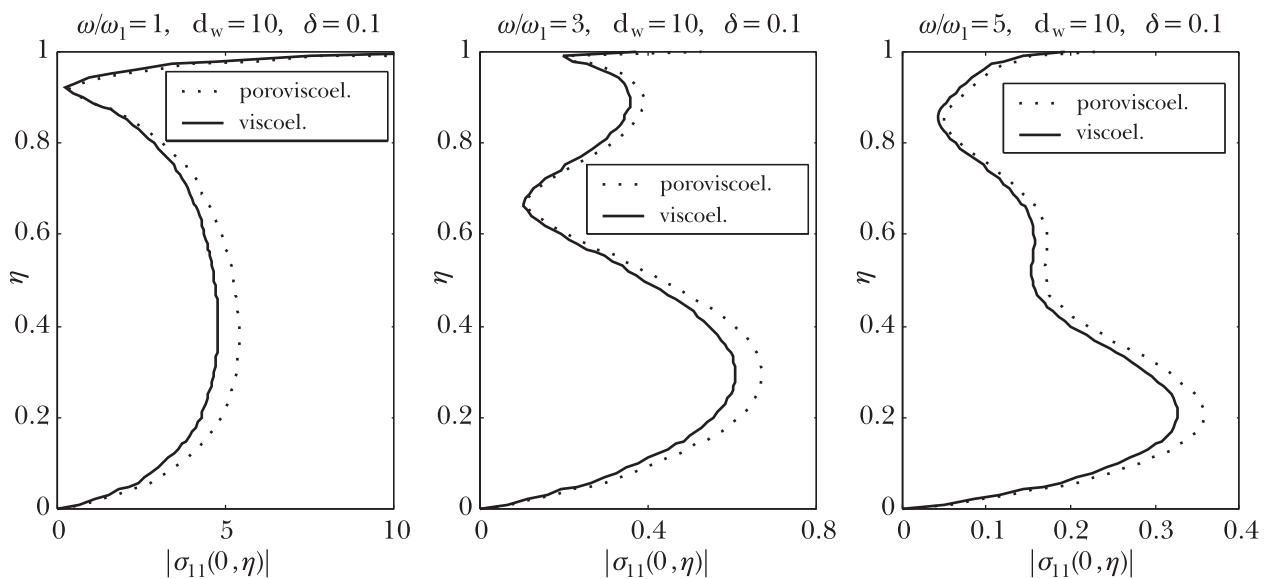 ω/ω₁=1, d_w=10, δ=0.1
1
0.8
0.6
0.4
0.2
0
η
poroviscoel.
viscoel.
0 5 10
|σ₁₁(0,η)|
ω/ω₁=3, d_w=10, δ=0.1
1
0.8
0.6
0.4
0.2
0
η
poroviscoel.
viscoel.
0 0.4 0.8
|σ₁₁(0,η)|
ω/ω₁=5, d_w=10, δ=0.1
1
0.8
0.6
0.4
0.2
0
η
poroviscoel.
viscoel.
0 0.1 0.2 0.3 0.4
|σ₁₁(0,η)|